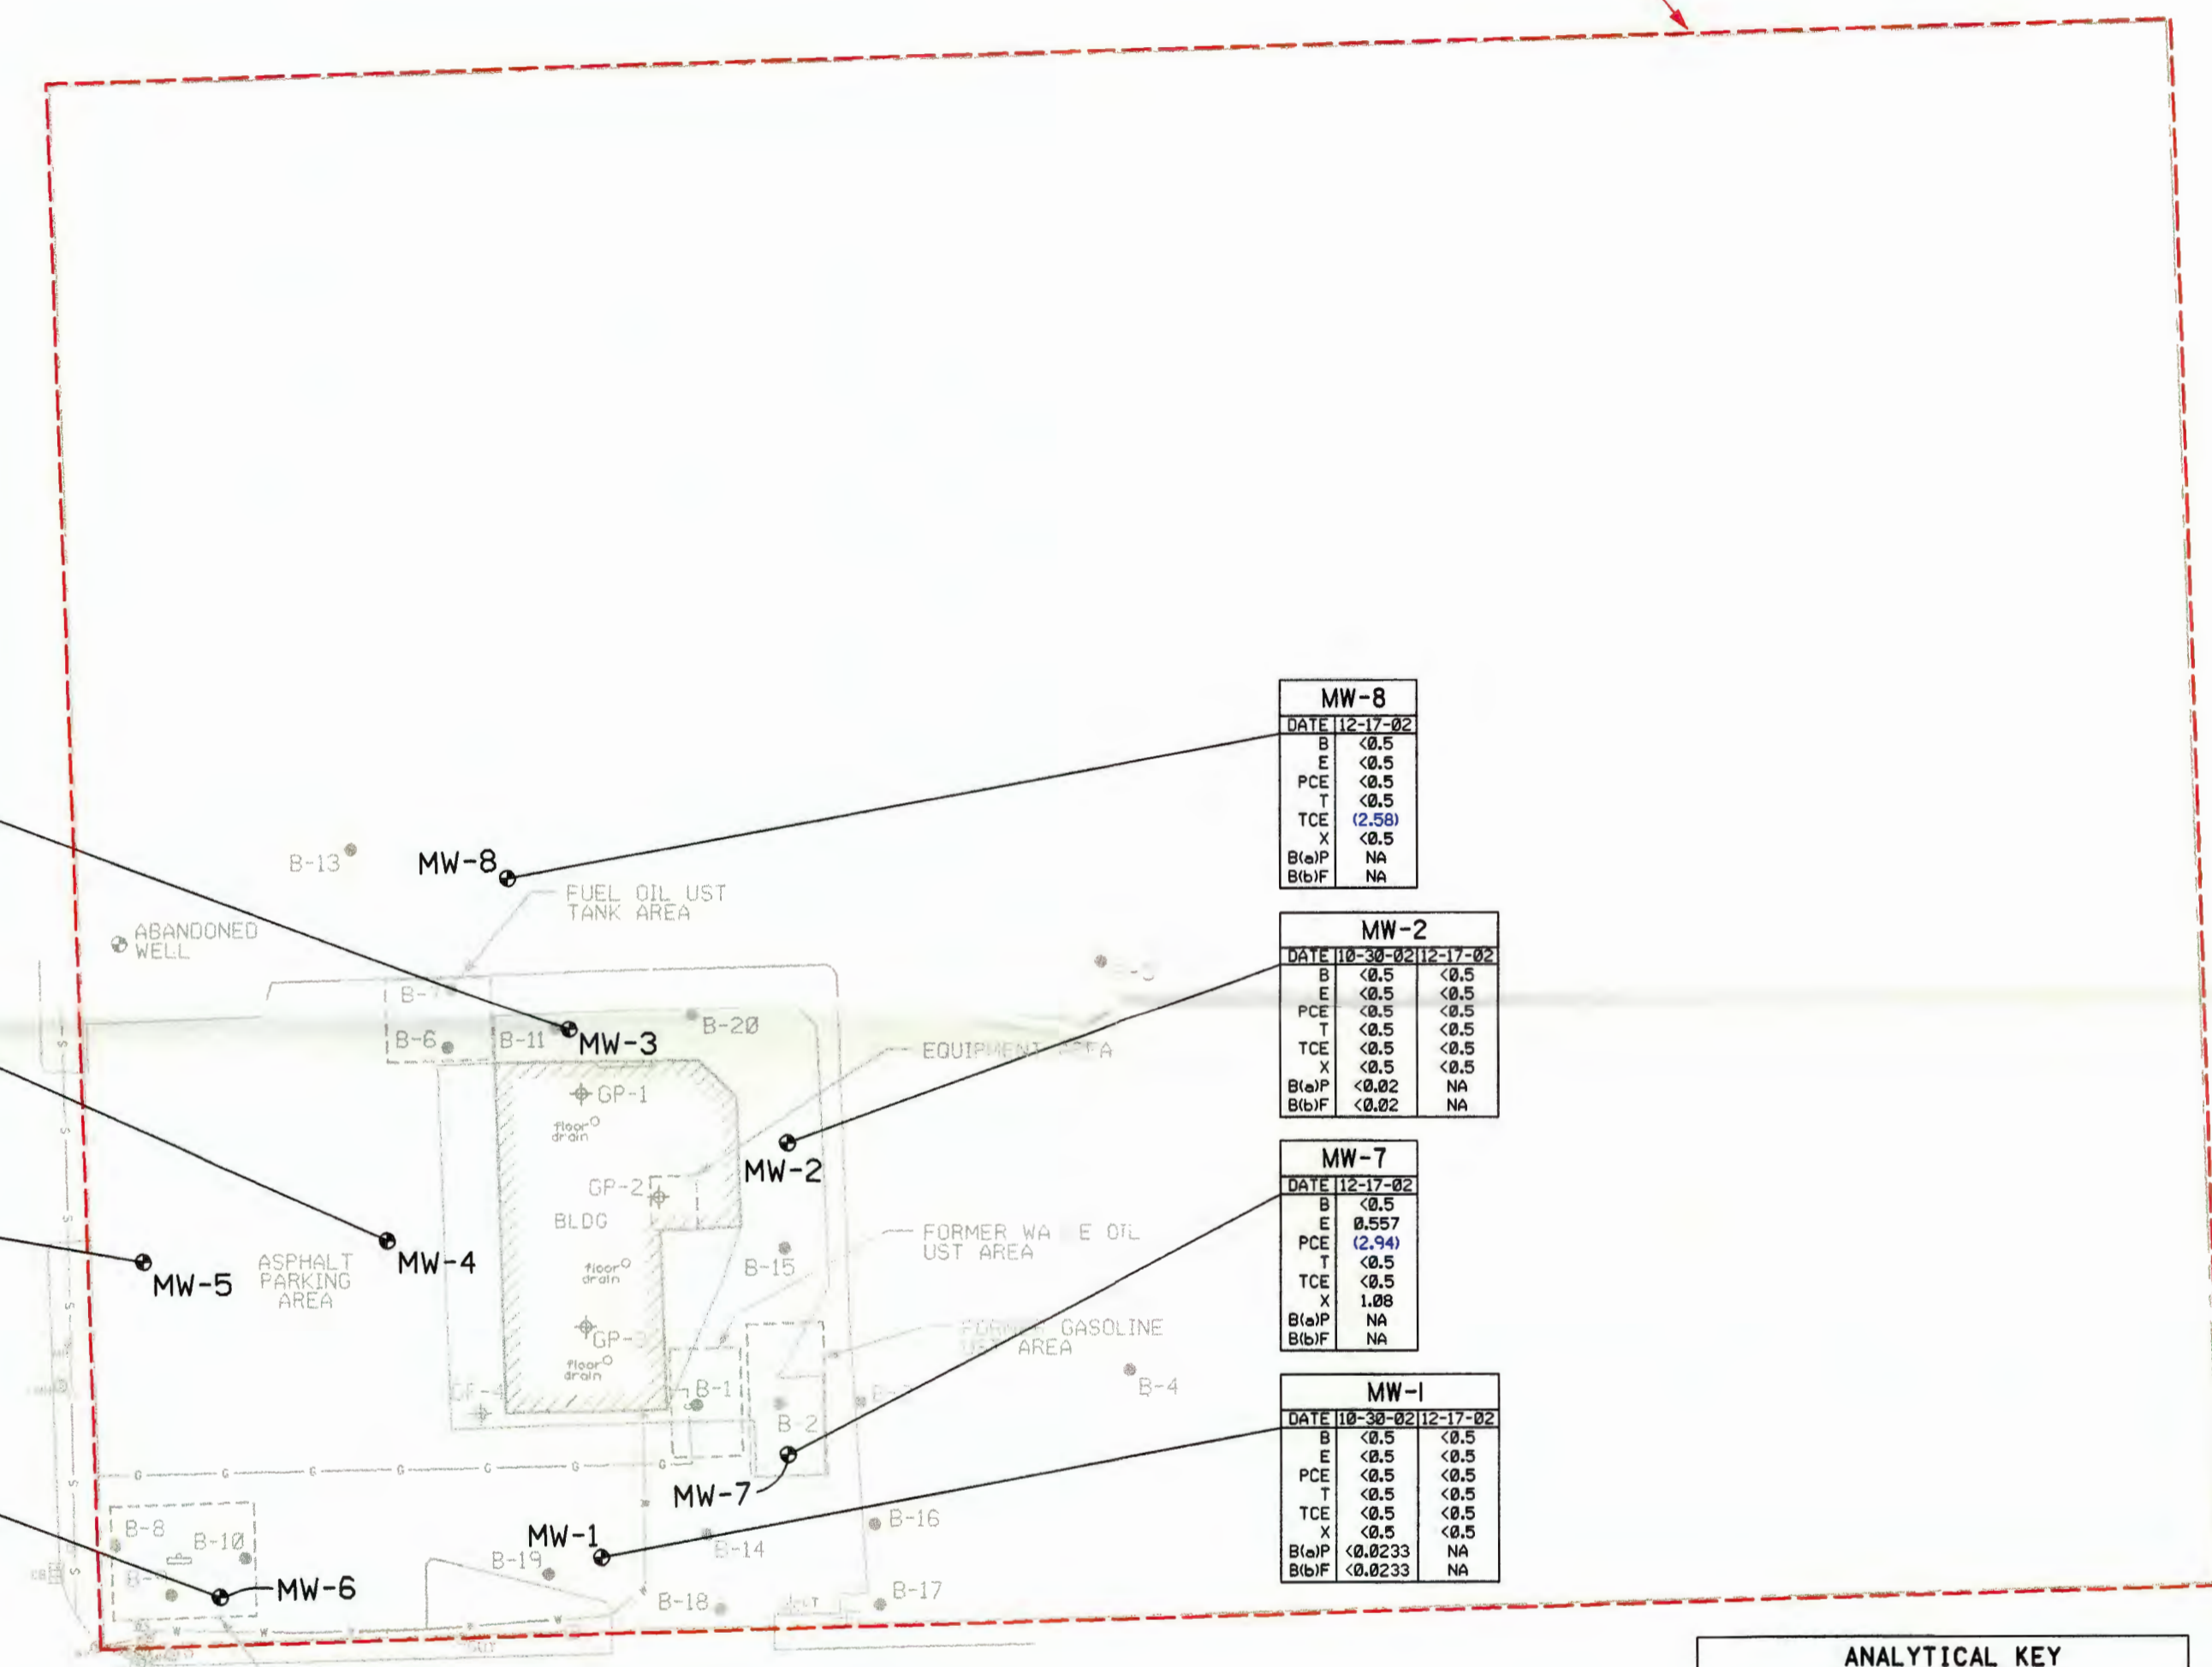 MW-8
DATE 12-17-02
B <0.5
E <0.5
PCE <0.5
T <0.5
TCE (2.58)
X <0.5
B(a)P NA
B(b)F NA
MW-2
DATE 10-30-02 12-17-02
B <0.5 <0.5
E <0.5 <0.5
PCE <0.5 <0.5
T <0.5 <0.5
TCE <0.5 <0.5
X <0.5 <0.5
B(a)P <0.02 NA
B(b)F <0.02 NA
MW-7
DATE 12-17-02
B <0.5
E 0.557
PCE (2.94)
T <0.5
TCE <0.5
X 1.08
B(a)P NA
B(b)F NA
MW-1
DATE 10-30-02 12-17-02
B <0.5 <0.5
E <0.5 <0.5
PCE <0.5 <0.5
T <0.5 <0.5
TCE <0.5 <0.5
X <0.5 <0.5
B(a)P <0.0233 NA
B(b)F <0.0233 NA
B-13
MW-8
FUEL OIL UST
TANK AREA
ABANDONED
WELL
B-6
B-11
MW-3
B-20
EQUIPMENT
GP-1
floor
drain
MW-2
GP-2
BLDG
FORMER OIL
UST AREA
B-15
MW-5
ASPHALT
PARKING
AREA
MW-4
floor
drain
FORMER GASOLINE
UST AREA
floor
drain
B-1
B-4
B-2
G G G G G G G
S S S S S S
MW-7
B-8
B-10
MW-1
B-19
B-14
B-16
MW-6
B-18
B-17
W W W W
ANALYTICAL KEY